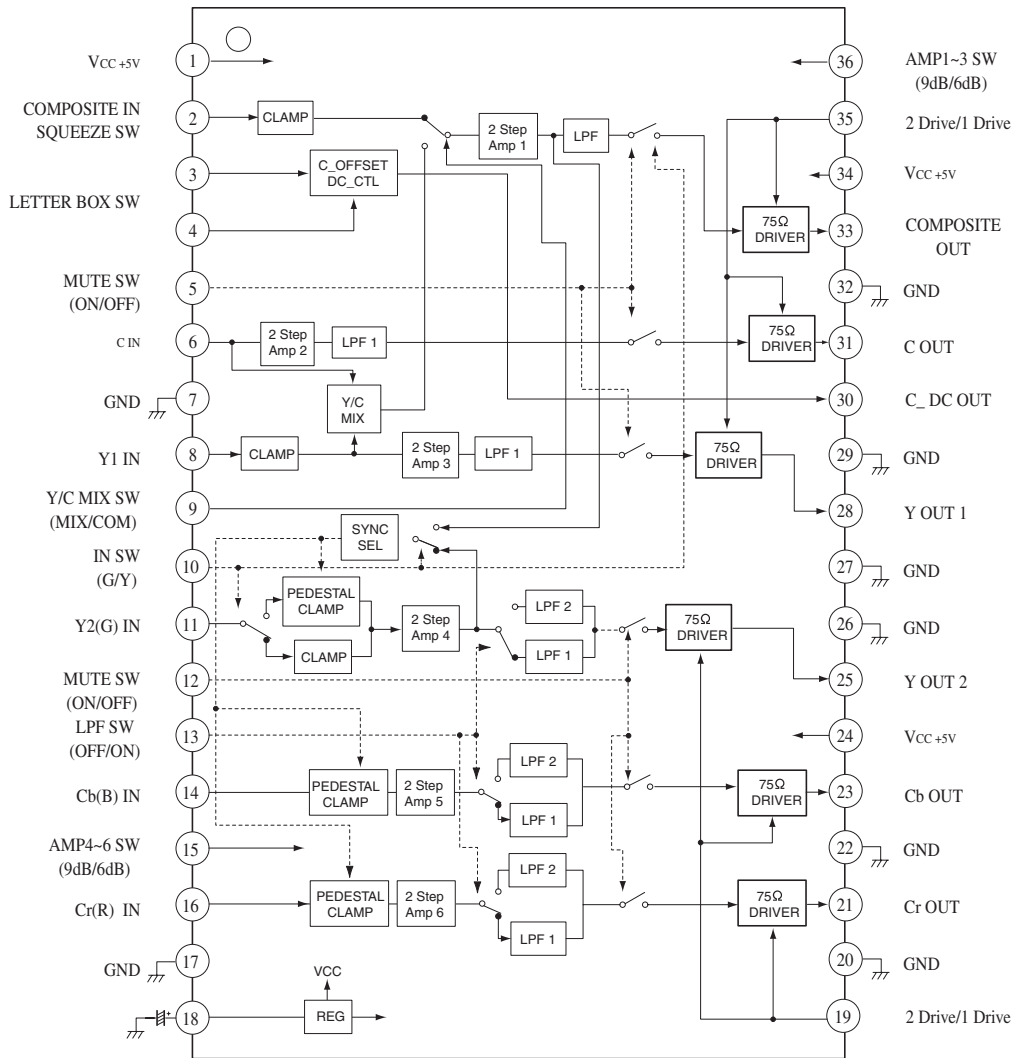 VCC +5V
1
COMPOSITE IN
2
SQUEEZE SW
3
LETTER BOX SW
4
MUTE SW
(ON/OFF)
5
C IN
6
GND
7
Y1 IN
8
Y/C MIX SW
(MIX/COM)
9
IN SW
(G/Y)
10
Y2(G) IN
11
MUTE SW
(ON/OFF)
12
LPF SW
(OFF/ON)
13
Cb(B) IN
14
AMP4~6 SW
(9dB/6dB)
15
Cr(R) IN
16
GND
17
18
CLAMP
2 Step
Amp 1
LPF
C_OFFSET
DC_CTL
75Ω
DRIVER
2 Step
Amp 2
LPF 1
75Ω
DRIVER
Y/C
MIX
CLAMP
2 Step
Amp 3
LPF 1
75Ω
DRIVER
SYNC
SEL
PEDESTAL
CLAMP
CLAMP
2 Step
Amp 4
LPF 2
LPF 1
75Ω
DRIVER
PEDESTAL
CLAMP
2 Step
Amp 5
LPF 2
LPF 1
75Ω
DRIVER
PEDESTAL
CLAMP
2 Step
Amp 6
LPF 2
LPF 1
75Ω
DRIVER
VCC
REG
+
36
AMP1~3 SW
(9dB/6dB)
35
2 Drive/1 Drive
34
VCC +5V
33
COMPOSITE
OUT
32
GND
31
C OUT
30
C_ DC OUT
29
GND
28
Y OUT 1
27
GND
26
GND
25
Y OUT 2
24
VCC +5V
23
Cb OUT
22
GND
21
Cr OUT
20
GND
19
2 Drive/1 Drive